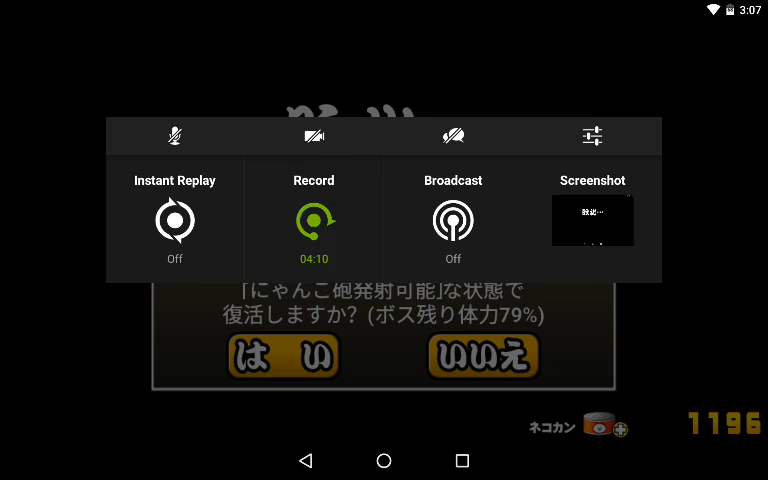 3:07
Instant Replay
Record
Broadcast
Screenshot
Off
04:10
Off
「にゃんこ砲発射可能」な状態で
復活しますか? (ボス残り体力79%)
は い
いいえ
ネコカン
1196